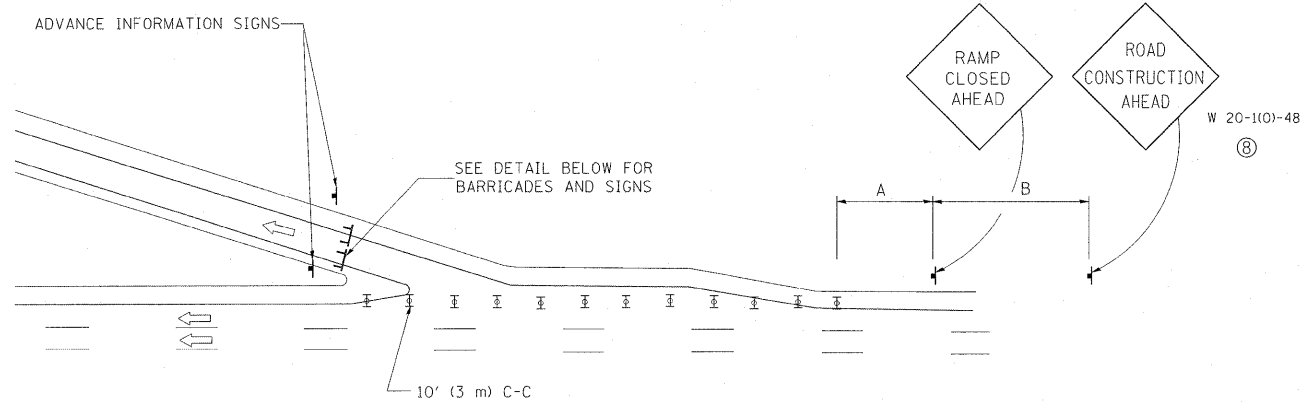 ADVANCE INFORMATION SIGNS
RAMP
CLOSED
AHEAD
ROAD
CONSTRUCTION
AHEAD
W 20-1(O)-48
8
SEE DETAIL BELOW FOR
BARRICADES AND SIGNS
A
B
10' (3 m) C-C